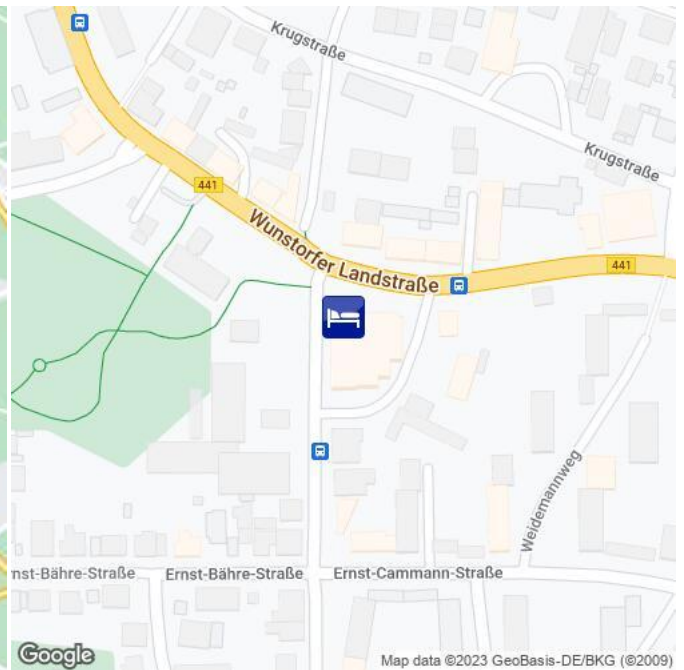 Krugstraße
Krugstraße
441
Wunstorfer Landstraße
441
Weidemannweg
nst-Bähre-Straße
Ernst-Bähre-Straße
Ernst-Cammann-Straße
Google
Map data ©2023 GeoBasis-DE/BKG (©2009)